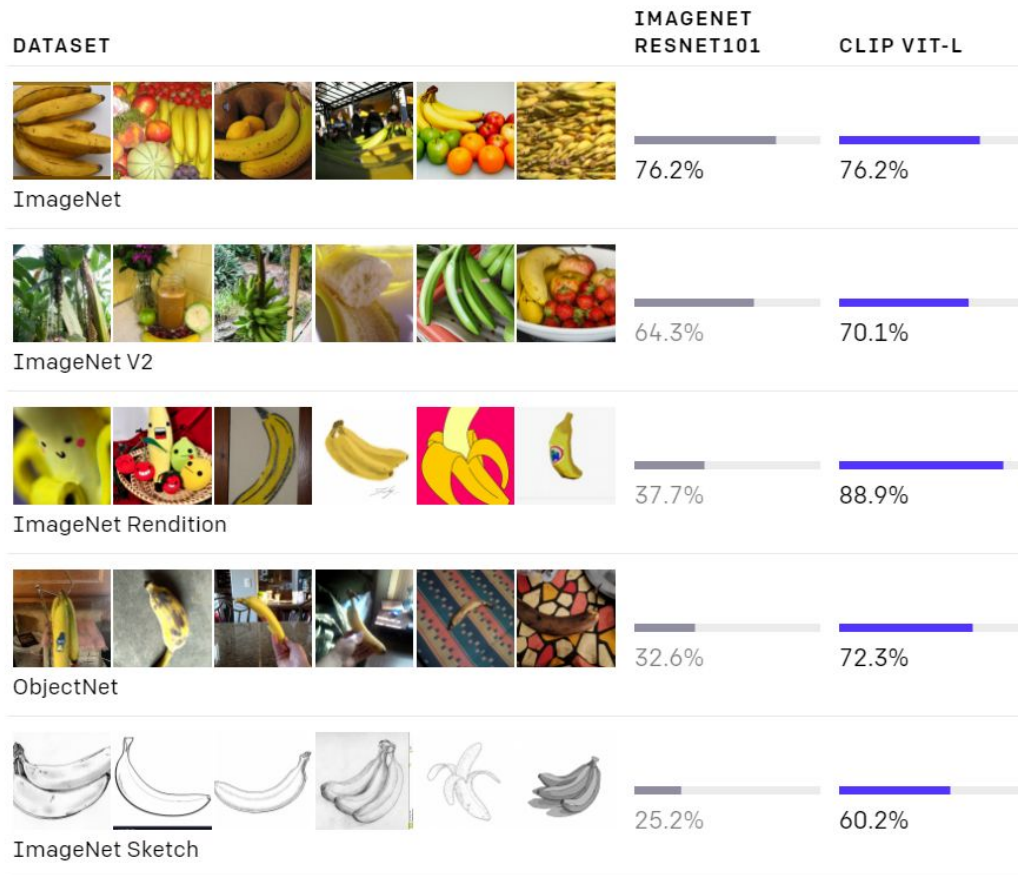 DATASET
IMAGENET
RESNET101
CLIP VIT-L
ImageNet
76.2%
76.2%
ImageNet V2
64.3%
70.1%
ImageNet Rendition
37.7%
88.9%
ObjectNet
32.6%
72.3%
ImageNet Sketch
25.2%
60.2%